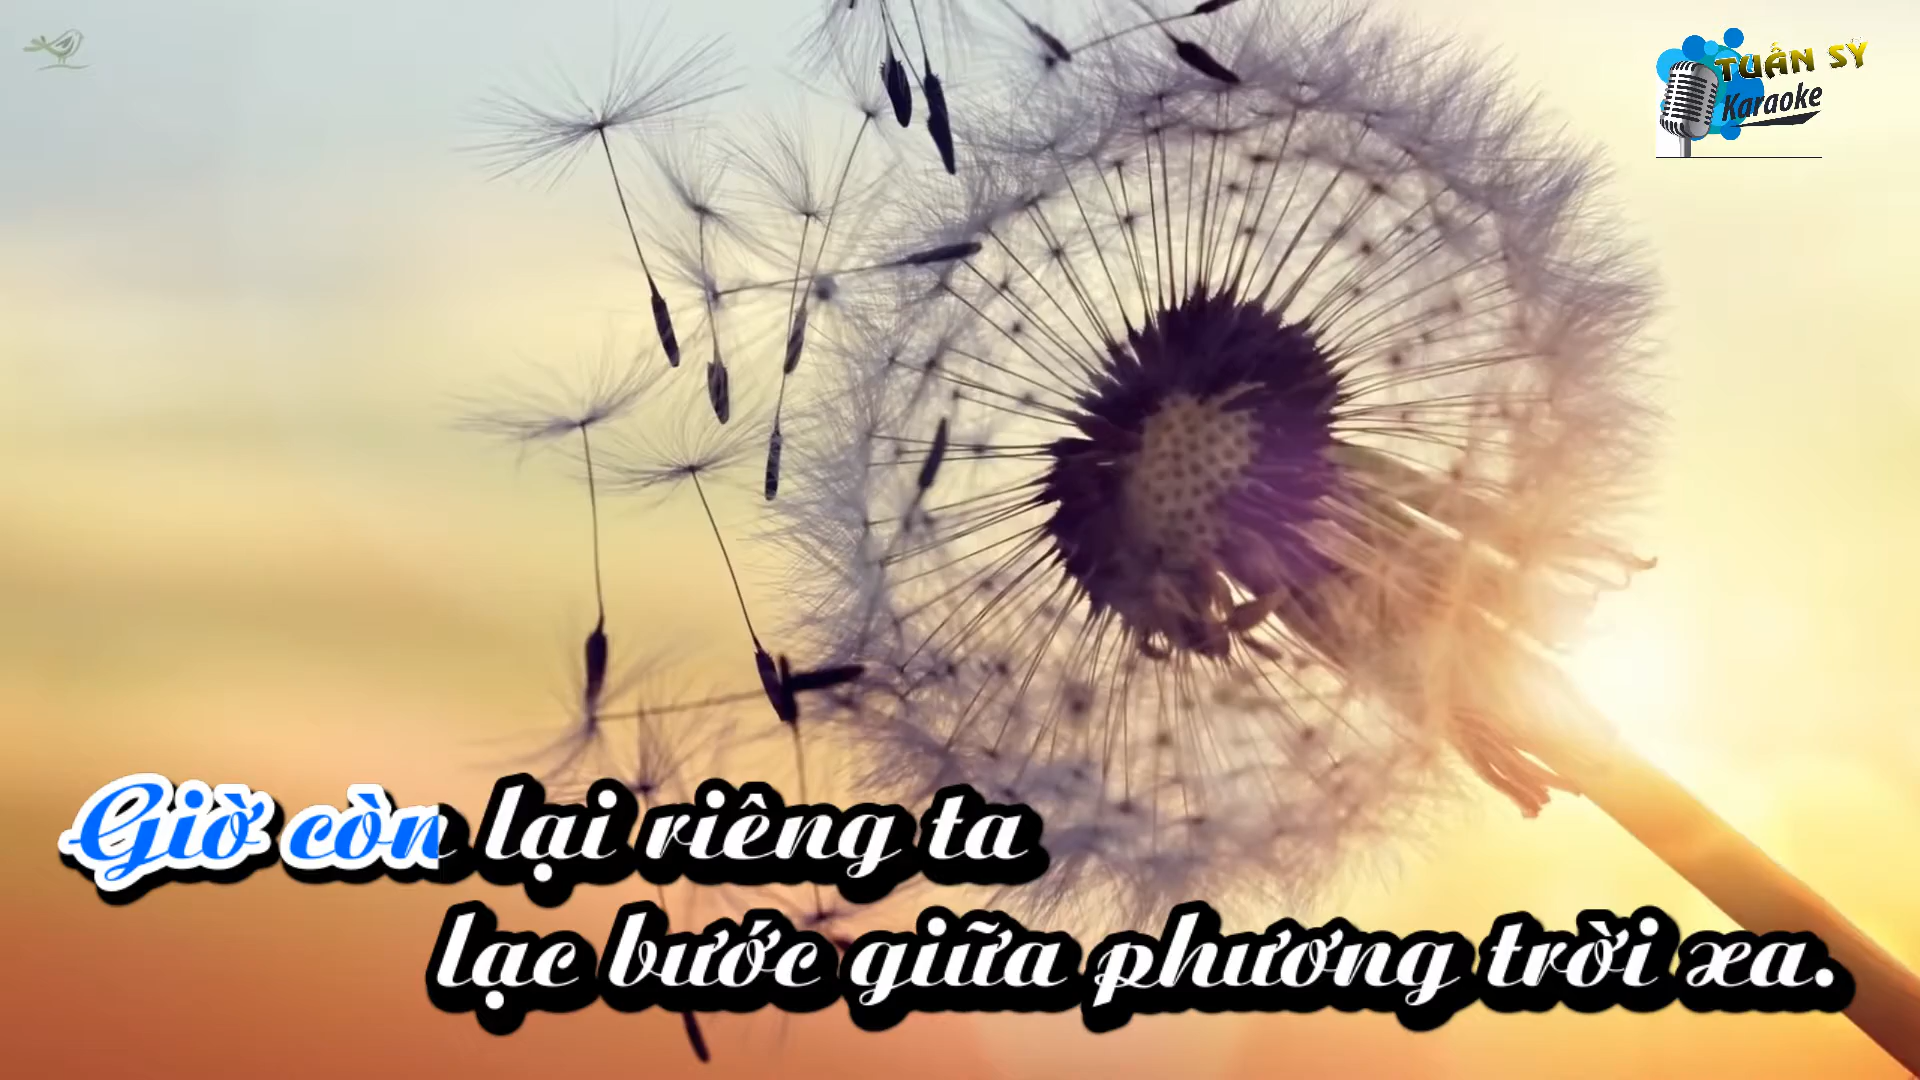 TUẤN SỸ
Karaoke
Giờ còn lại riêng ta
lạc bước giữa phương trời xa.